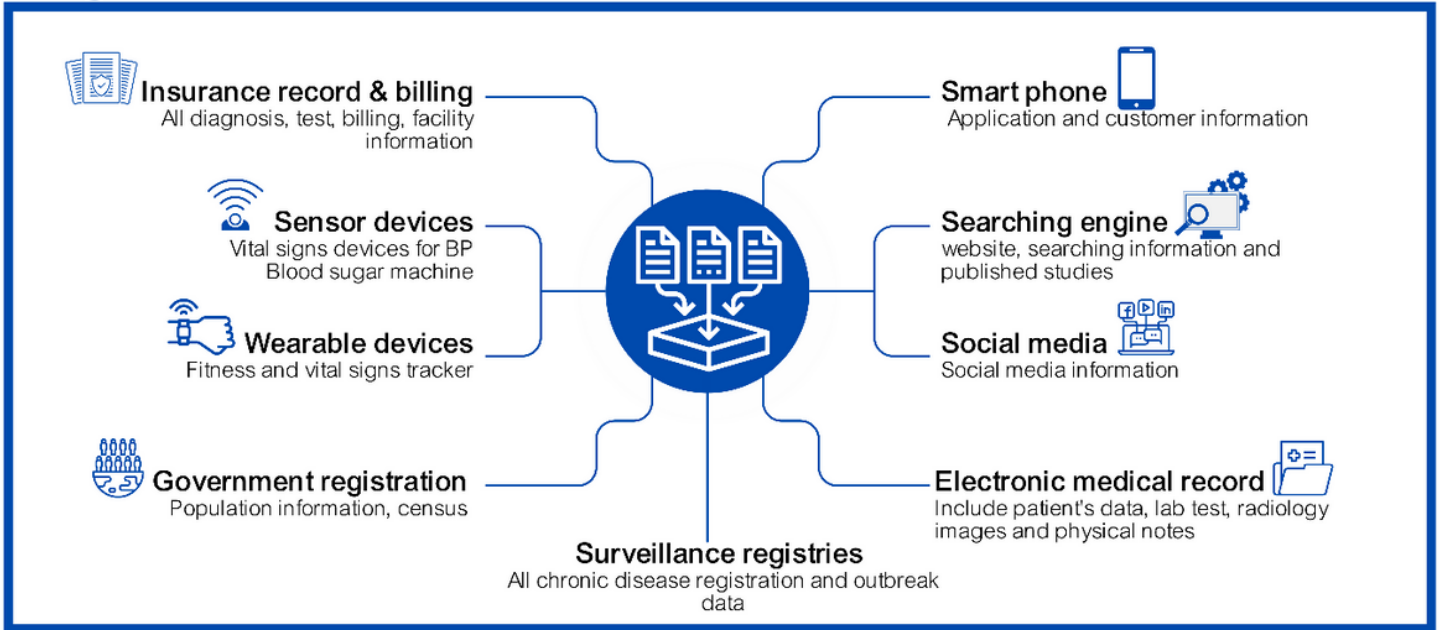 Insurance record & billing
All diagnosis, test, billing, facility
information
Sensor devices
Vital signs devices for BP
Blood sugar machine
Wearable devices
Fitness and vital signs tracker
Government registration
Population information, census
Surveillance registries
All chronic disease registration and outbreak
data
Smart phone
Application and customer information
Searching engine
website, searching information and
published studies
Social media
Social media information
Electronic medical record
Include patient's data, lab test, radiology
images and physical notes
f
in